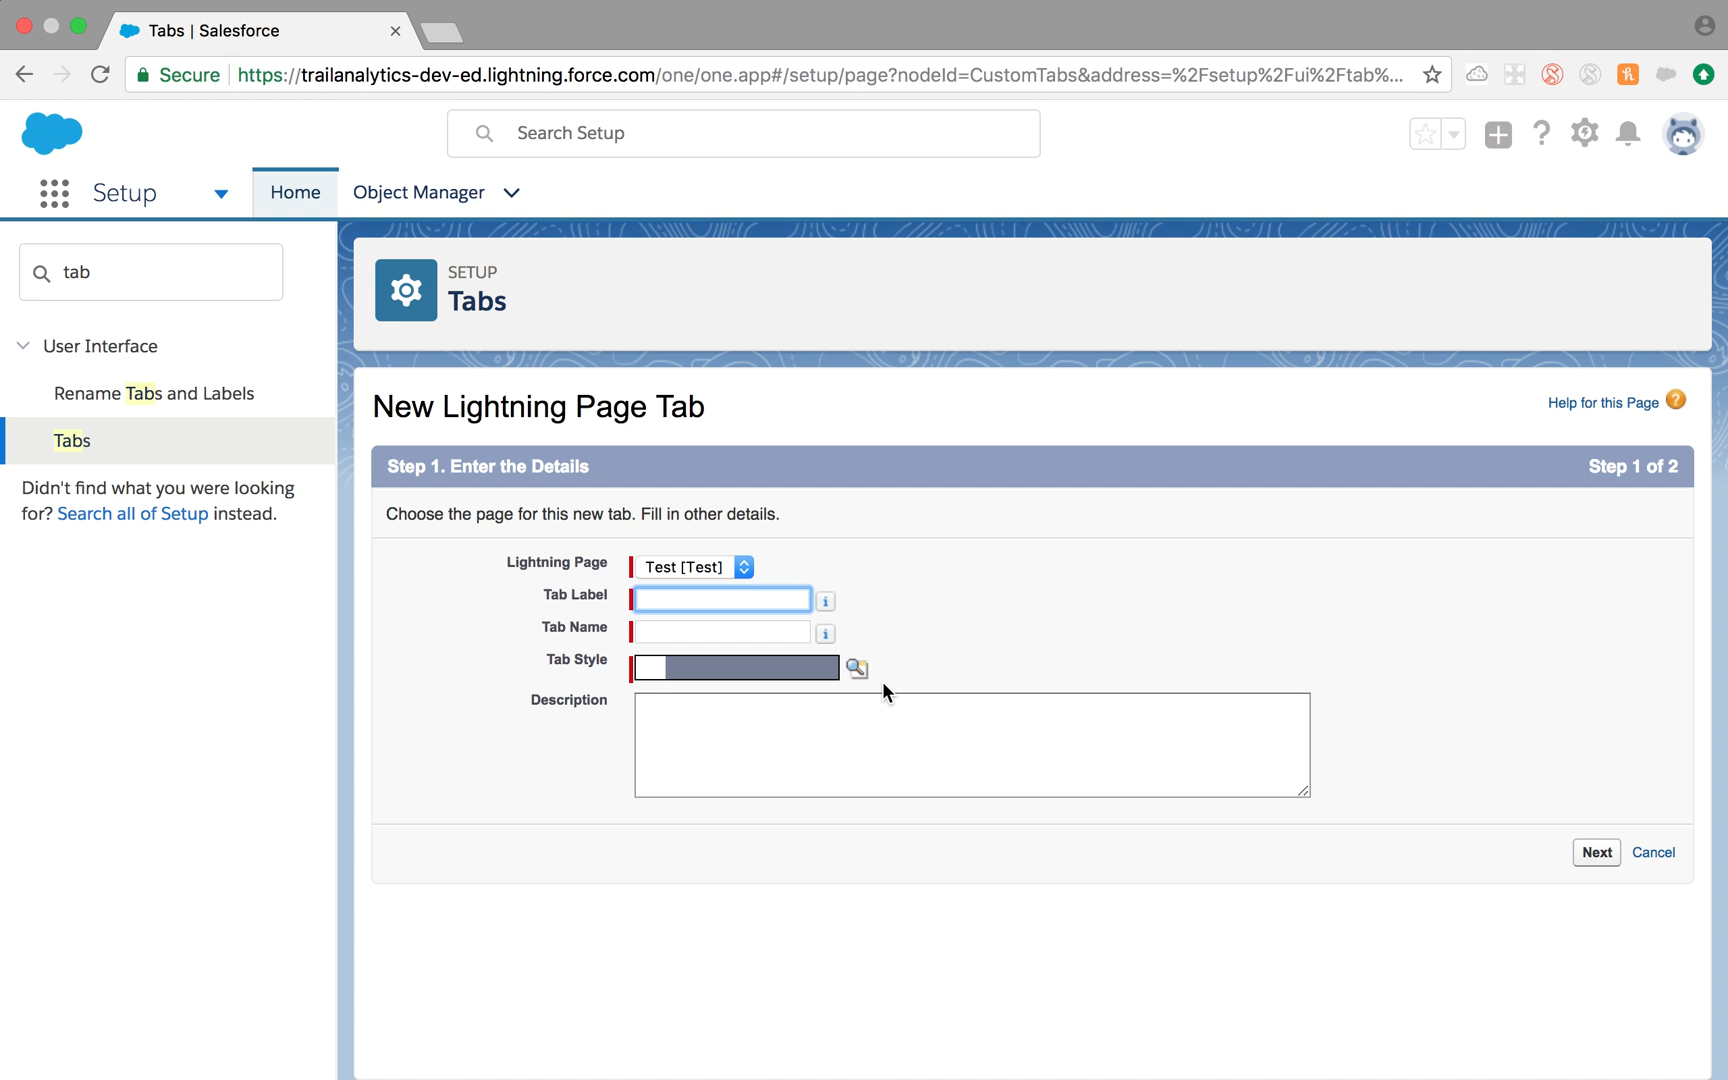 Tabs | Salesforce
Secure https://trailanalytics-dev-ed.lightning.force.com/one/one.app#/setup/page?nodeId=CustomTabs&address=%2Fsetup%2Fui%2Ftab%...
Search Setup
Setup
Home
Object Manager
tab
SETUP
Tabs
User Interface
Rename Tabs and Labels
Tabs
Didn't find what you were looking
for? Search all of Setup instead.
New Lightning Page Tab
Help for this Page ?
Step 1. Enter the Details
Step 1 of 2
Choose the page for this new tab. Fill in other details.
Lightning Page Test [Test]
Tab Label
Tab Name
Tab Style
Description
Next Cancel